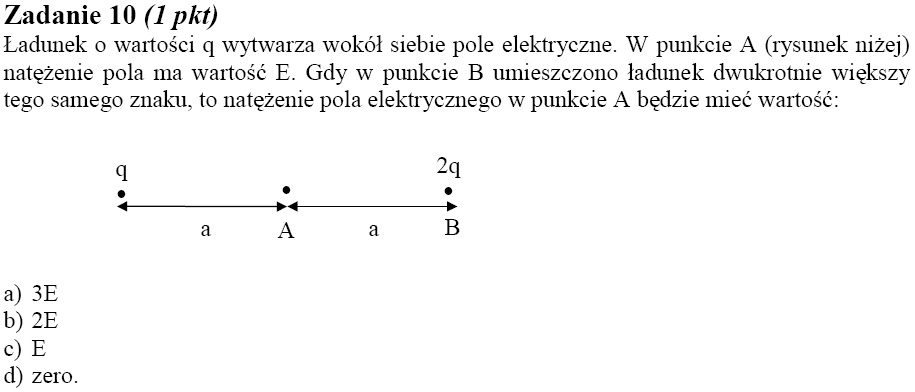 Zadanie 10 (1 pkt)
Ładunek o wartości q wytwarza wokół siebie pole elektryczne. W punkcie A (rysunek niżej)
natężenie pola ma wartość E. Gdy w punkcie B umieszczono ładunek dwukrotnie większy
tego samego znaku, to natężenie pola elektrycznego w punkcie A będzie mieć wartość:
q 2q
a A a B
a) 3E
b) 2E
c) E
d) zero.